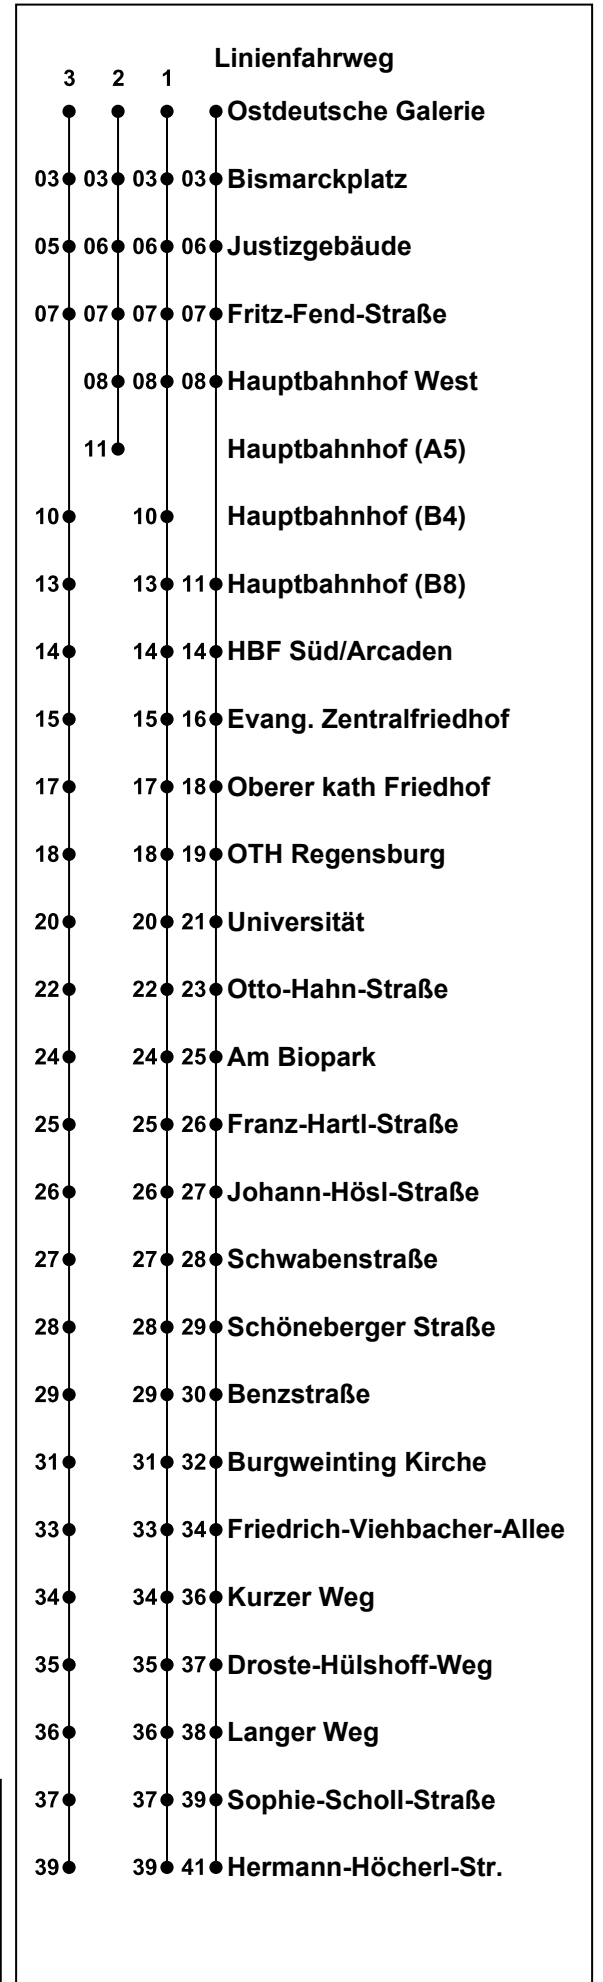 Linienfahrweg
3 2 1
Ostdeutsche Galerie
03 03 03 03 Bismarckplatz
05 06 06 06 Justizgebäude
07 07 07 07 Fritz-Fend-Straße
08 08 08 Hauptbahnhof West
11 Hauptbahnhof (A5)
10 10 Hauptbahnhof (B4)
13 13 11 Hauptbahnhof (B8)
14 14 14 HBF Süd/Arcaden
15 15 16 Evang. Zentralfriedhof
17 17 18 Oberer kath Friedhof
18 18 19 OTH Regensburg
20 20 21 Universität
22 22 23 Otto-Hahn-Straße
24 24 25 Am Biopark
25 25 26 Franz-Hartl-Straße
26 26 27 Johann-Hösl-Straße
27 27 28 Schwabenstraße
28 28 29 Schöneberger Straße
29 29 30 Benzstraße
31 31 32 Burgweinting Kirche
33 33 34 Friedrich-Viehbacher-Allee
34 34 36 Kurzer Weg
35 35 37 Droste-Hülshoff-Weg
36 36 38 Langer Weg
37 37 39 Sophie-Scholl-Straße
39 39 41 Hermann-Höcherl-Str.